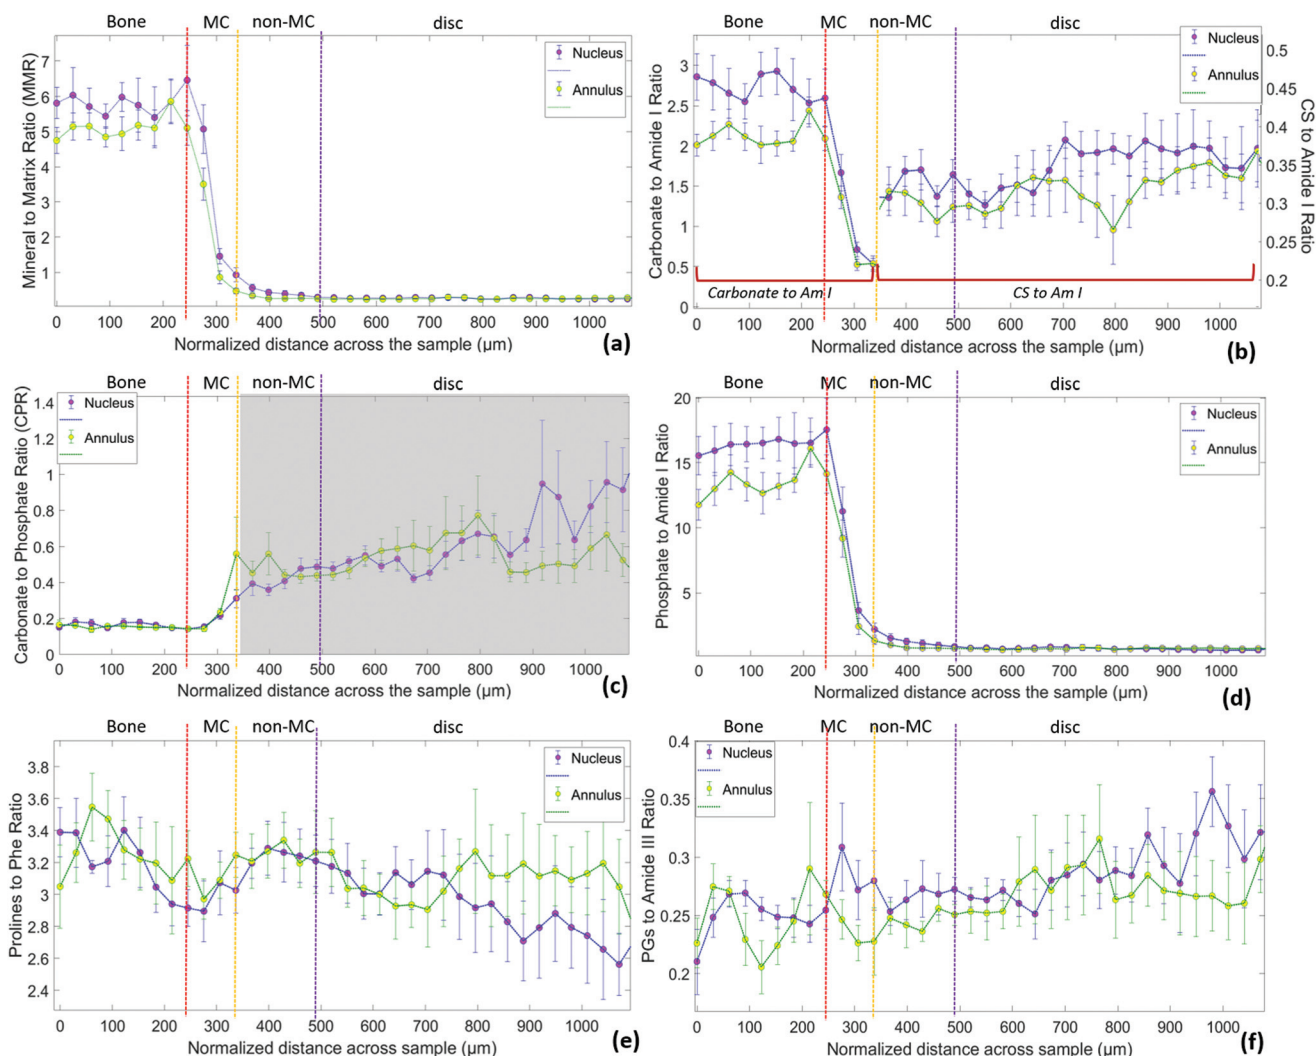 Bone MC non-MC disc
Mineral to Matrix Ratio (MMR)
7
6
5
4
3
2
1
Nucleus
Annulus
0 100 200 300 400 500 600 700 800 900 1000
Normalized distance across the sample (µm)
(a)
Bone MC non-MC disc
Carbonate to Amide I Ratio
3
2.5
2
1.5
1
0.5
0
Nucleus
Annulus
0.5
0.45
0.4
0.35
0.3
0.25
0.2
CS to Amide I Ratio
Carbonate to Am I
CS to Am I
0 100 200 300 400 500 600 700 800 900 1000
Normalized distance across the sample (µm)
(b)
Bone MC non-MC disc
Carbonate to Phosphate Ratio (CPR)
1.4
1.2
1
0.8
0.6
0.4
0.2
0
Nucleus
Annulus
0 100 200 300 400 500 600 700 800 900 1000
Normalized distance across the sample (µm)
(c)
Bone MC non-MC disc
Phosphate to Amide I Ratio
20
15
10
5
Nucleus
Annulus
0 100 200 300 400 500 600 700 800 900 1000
Normalized distance across the sample (µm)
(d)
Bone MC non-MC disc
Prolines to Phe Ratio
3.8
3.6
3.4
3.2
3
2.8
2.6
2.4
Nucleus
Annulus
0 100 200 300 400 500 600 700 800 900 1000
Normalized distance across sample (µm)
(e)
Bone MC non-MC disc
PGs to Amide III Ratio
0.4
0.35
0.3
0.25
0.2
Nucleus
Annulus
0 100 200 300 400 500 600 700 800 900 1000
Normalized distance across sample (µm)
(f)